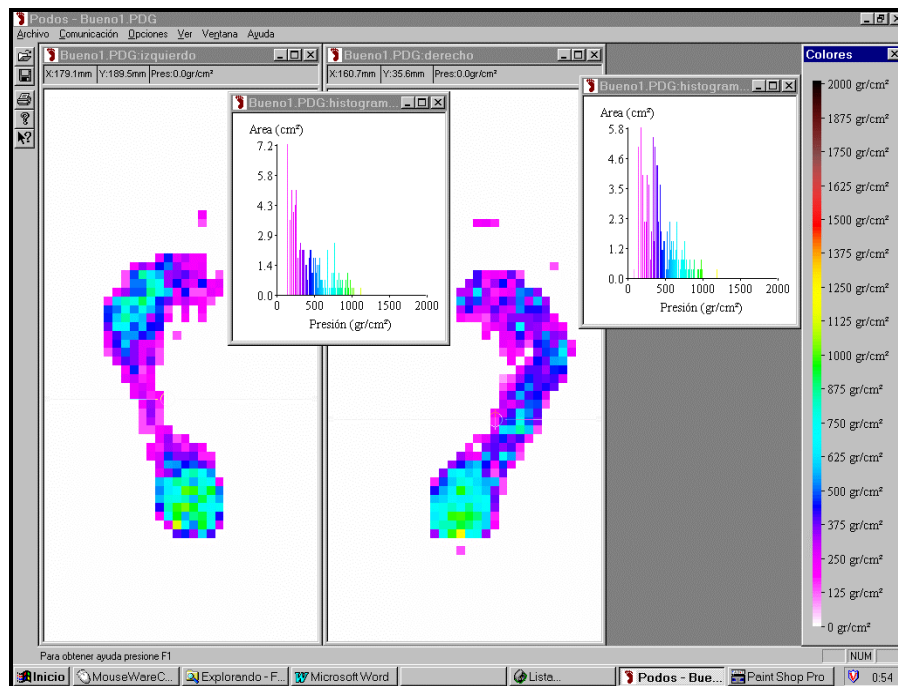 Podos - Bueno1.PDG
Archivo Comunicación Opciones Ver Ventana Ayuda
Bueno1.PDG:izquierdo
X:179.1mm Y:189.5mm Pres:0.0gr/cm²
Bueno1.PDG:derecho
X:160.7mm Y:35.6mm Pres:0.0gr/cm²
Bueno1.PDG:histogram...
Area (cm²)
7.2
5.7
4.3
2.9
1.4
0.0
0 500 1000 1500 2000
Presión (gr/cm²)
Bueno1.PDG:histogram...
Area (cm²)
5.8
4.6
3.5
2.3
1.2
0.0
0 500 1000 1500 2000
Presión (gr/cm²)
Colores
2000 gr/cm²
1875 gr/cm²
1750 gr/cm²
1625 gr/cm²
1500 gr/cm²
1375 gr/cm²
1275 gr/cm²
1125 gr/cm²
1000 gr/cm²
875 gr/cm²
750 gr/cm²
625 gr/cm²
500 gr/cm²
375 gr/cm²
250 gr/cm²
125 gr/cm²
0 gr/cm²
Para obtener ayuda presione F1
NUM
Inicio MouseWareC... Explorando - F... Microsoft Word Lista... Podos - Bue... Paint Shop Pro 0:54